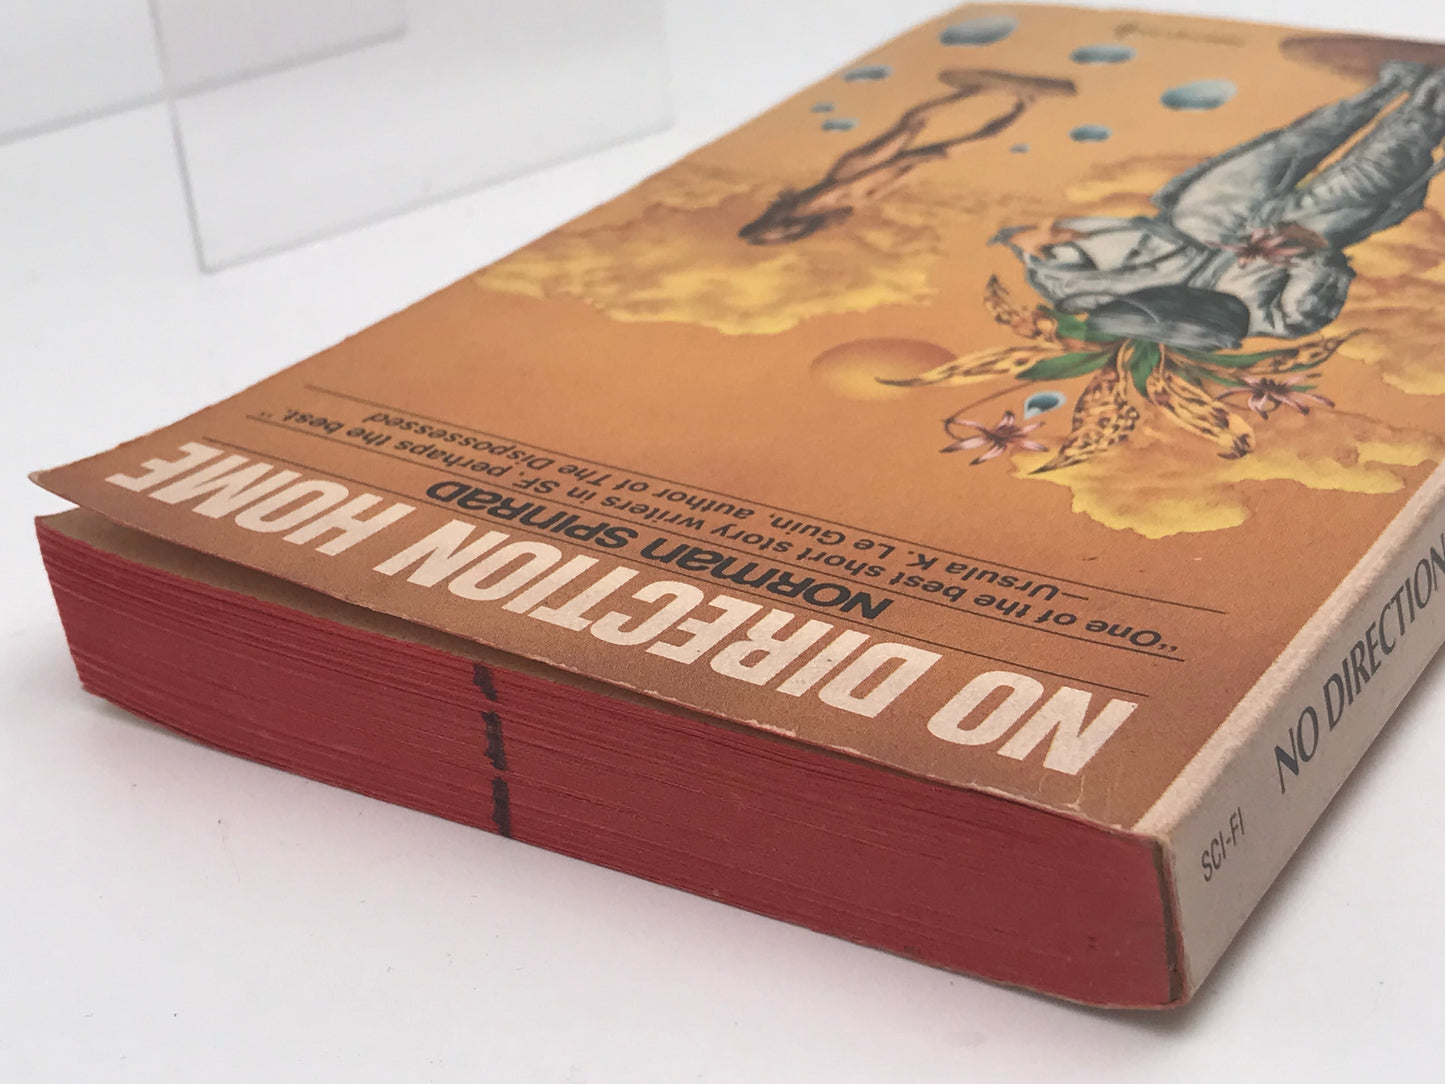 NO DIRECTION HOME
NORMAN SPINRAD
"One of the best short story writers in SF, perhaps the best."
—Ursula K. Le Guin, author of The Dispossessed
SCI-FI
NO DIRECTION